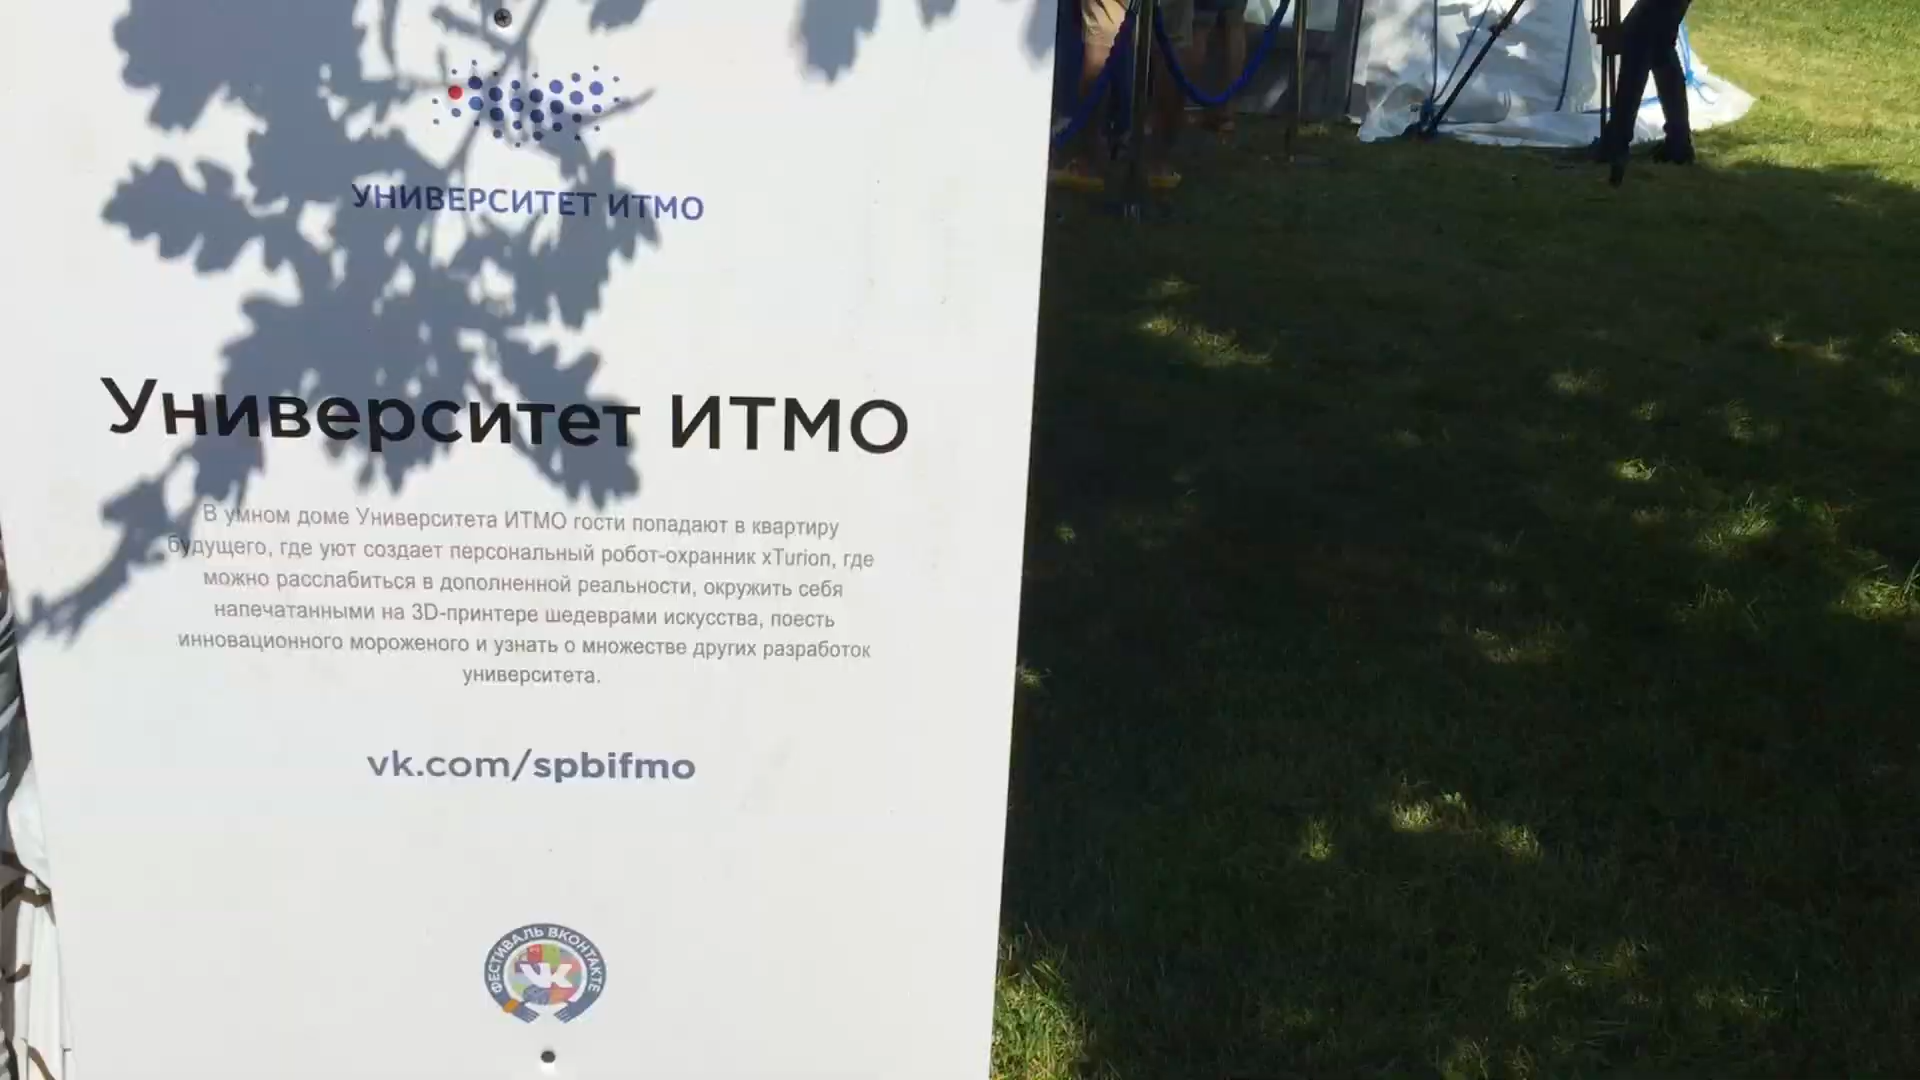 УНИВЕРСИТЕТ ИТМО
Университет ИТМО
В умном доме Университета ИТМО гости попадают в квартиру
будущего, где уют создает персональный робот-охранник xTurion, где
можно расслабиться в дополненной реальности, окружить себя
напечатанными на 3D-принтере шедеврами искусства, поесть
инновационного мороженого и узнать о множестве других разработок
университета.
vk.com/spbifmo
ФЕСТИВАЛЬ ВКОНТАКТЕ
VK